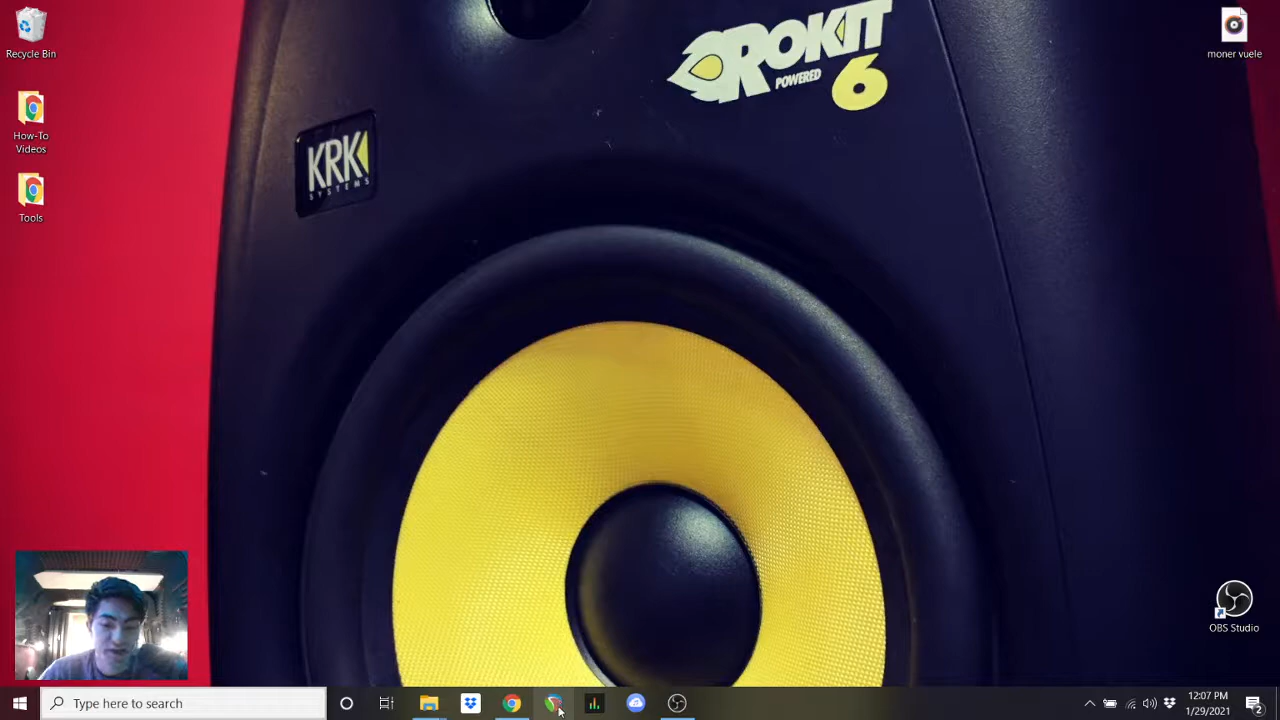 Recycle Bin
How-To
Videos
Tools
KRK
SYSTEMS
ROKIT
POWERED 6
moner vuele
OBS Studio
Type here to search
12:07 PM
1/29/2021
2